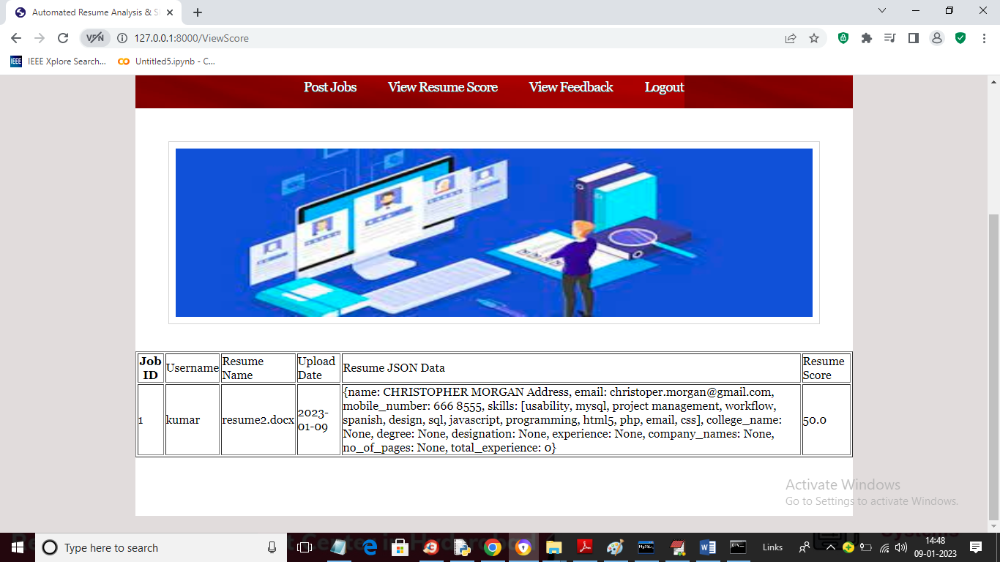 Automated Resume Analysis & S
127.0.0.1:8000/ViewScore
VPN
IEEE IEEE Xplore Search... Untitled5.ipynb - C...
Post Jobs View Resume Score View Feedback Logout
Job ID
Username
Resume Name
Upload Date
Resume JSON Data
Resume Score
1
kumar
resume2.docx
2023-
01-09
{name: CHRISTOPHER MORGAN Address, email: christoper.morgan@gmail.com,
mobile_number: 666 8555, skills: [usability, mysql, project management, workflow,
spanish, design, sql, javascript, programming, html5, php, email, css], college_name:
None, degree: None, designation: None, experience: None, company_names: None,
no_of_pages: None, total_experience: 0}
50.0
Activate Windows
Go to Settings to activate Windows.
Type here to search
Links
14:48
09-01-2023